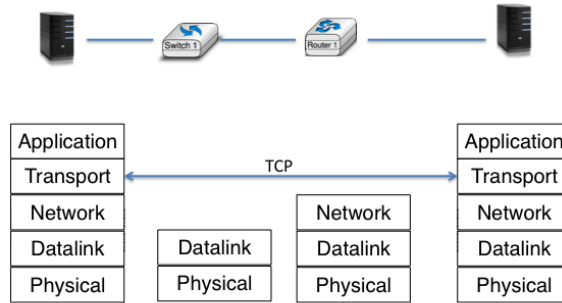 Switch 1
Router 1
Application
Application
TCP
Transport
Transport
Network
Network
Network
Datalink
Datalink
Datalink
Datalink
Physical
Physical
Physical
Physical